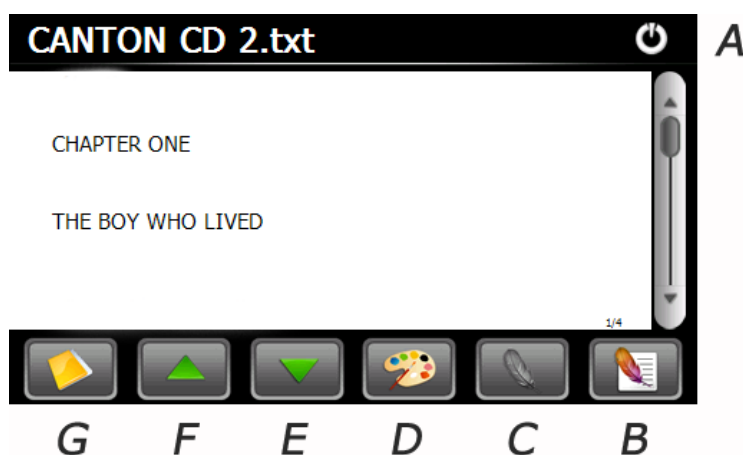 CANTON CD 2.txt
A
CHAPTER ONE
THE BOY WHO LIVED
1/4
G F E D C B